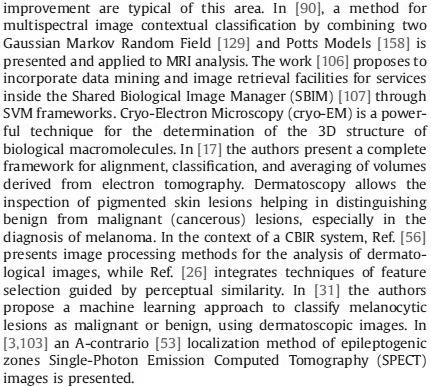 improvement are typical of this area. In [90], a method for
multispectral image contextual classification by combining two
Gaussian Markov Random Field [129] and Potts Models [158] is
presented and applied to MRI analysis. The work [106] proposes to
incorporate data mining and image retrieval facilities for services
inside the Shared Biological Image Manager (SBIM) [107] through
SVM frameworks. Cryo-Electron Microscopy (cryo-EM) is a power-
ful technique for the determination of the 3D structure of
biological macromolecules. In [17] the authors present a complete
framework for alignment, classification, and averaging of volumes
derived from electron tomography. Dermatoscopy allows the
inspection of pigmented skin lesions helping in distinguishing
benign from malignant (cancerous) lesions, especially in the
diagnosis of melanoma. In the context of a CBIR system, Ref. [56]
presents image processing methods for the analysis of dermato-
logical images, while Ref. [26] integrates techniques of feature
selection guided by perceptual similarity. In [31] the authors
propose a machine learning approach to classify melanocytic
lesions as malignant or benign, using dermatoscopic images. In
[3,103] an A-contrario [53] localization method of epileptogenic
zones Single-Photon Emission Computed Tomography (SPECT)
images is presented.